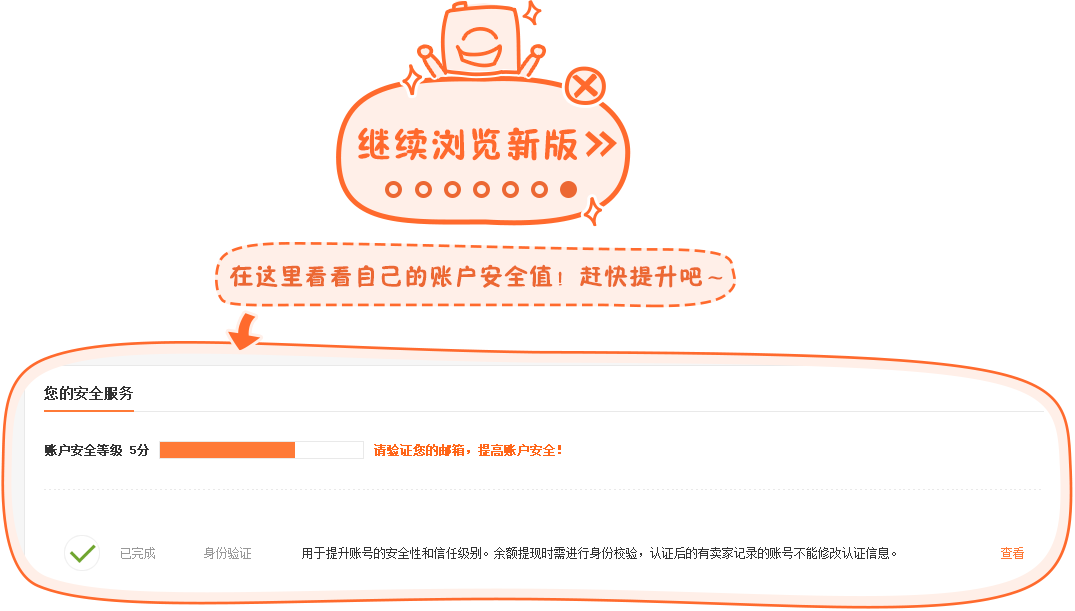 继续浏览新版
在这里看看自己的账户安全值！赶快提升吧～
您的安全服务
账户安全等级 5分 请验证您的邮箱，提高账户安全！
已完成 身份验证 用于提升账号的安全性和信任级别。余额提现时需进行身份校验，认证后的有卖家记录的账号不能修改认证信息。 查看